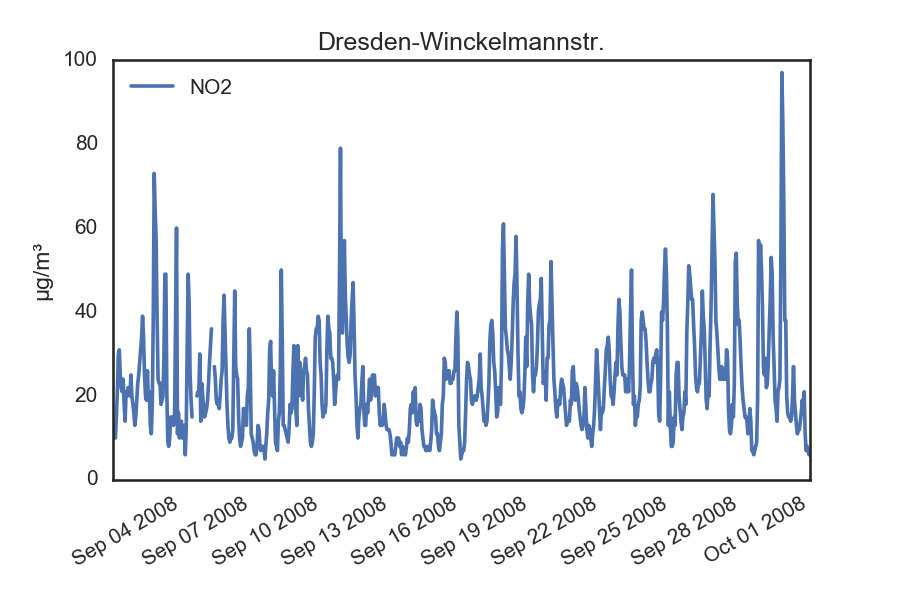 Dresden-Winckelmannstr.
100
NO2
80
60
µg/m³
40
20
0
Sep 04 2008
Sep 07 2008
Sep 10 2008
Sep 13 2008
Sep 16 2008
Sep 19 2008
Sep 22 2008
Sep 25 2008
Sep 28 2008
Oct 01 2008